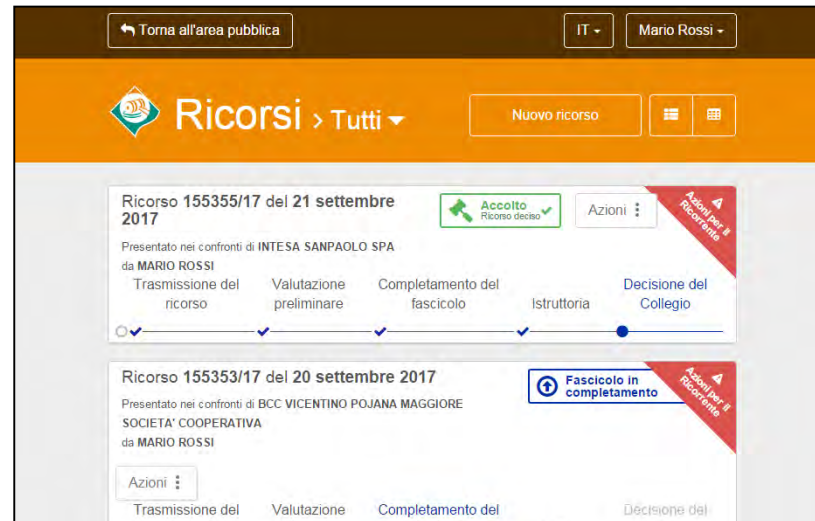 Torna all'area pubblica
IT
Mario Rossi
Ricorsi > Tutti
Nuovo ricorso
Ricorso 155355/17 del 21 settembre
2017
Accolto
Ricorso deciso
Azioni
Azioni per il
Ricorrente
Presentato nei confronti di INTESA SANPAOLO SPA
da MARIO ROSSI
Trasmissione del
ricorso
Valutazione
preliminare
Completamento del
fascicolo
Istruttoria
Decisione del
Collegio
Ricorso 155353/17 del 20 settembre 2017
Fascicolo in
completamento
Azioni per il
Ricorrente
Presentato nei confronti di BCC VICENTINO POJANA MAGGIORE
SOCIETA' COOPERATIVA
da MARIO ROSSI
Azioni
Trasmissione del
Valutazione
Completamento del
Decisione del